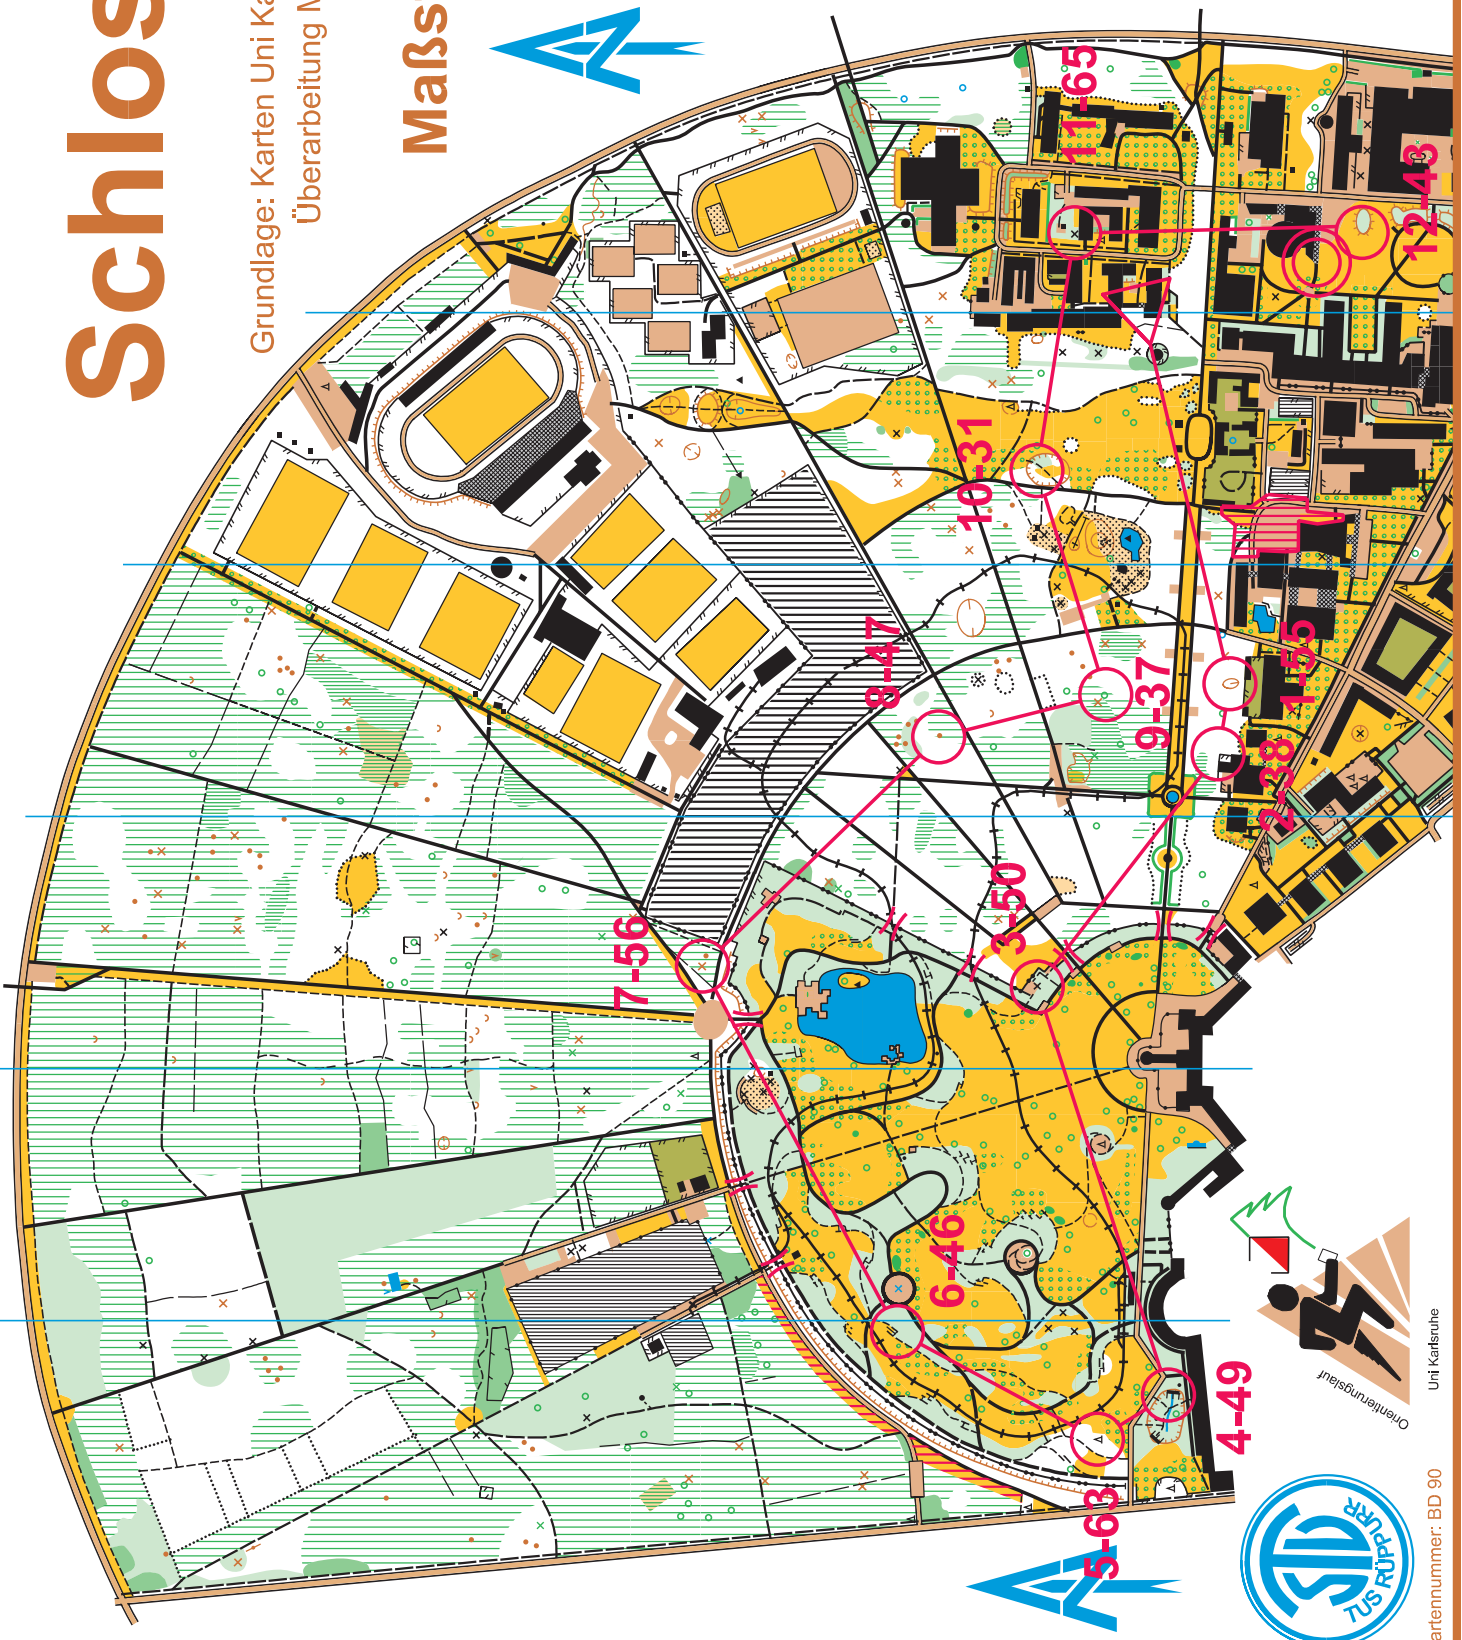 Schlos
Grundlage: Karten Uni Ka
Überarbeitung M
Maßs
11-65
12-43
10-31
8-47
9-37
1-55
2-38
3-50
7-56
6-46
4-49
5-63
Orientierungslauf
Uni Karlsruhe
TUS RÜPPURR
artennummer: BD 90